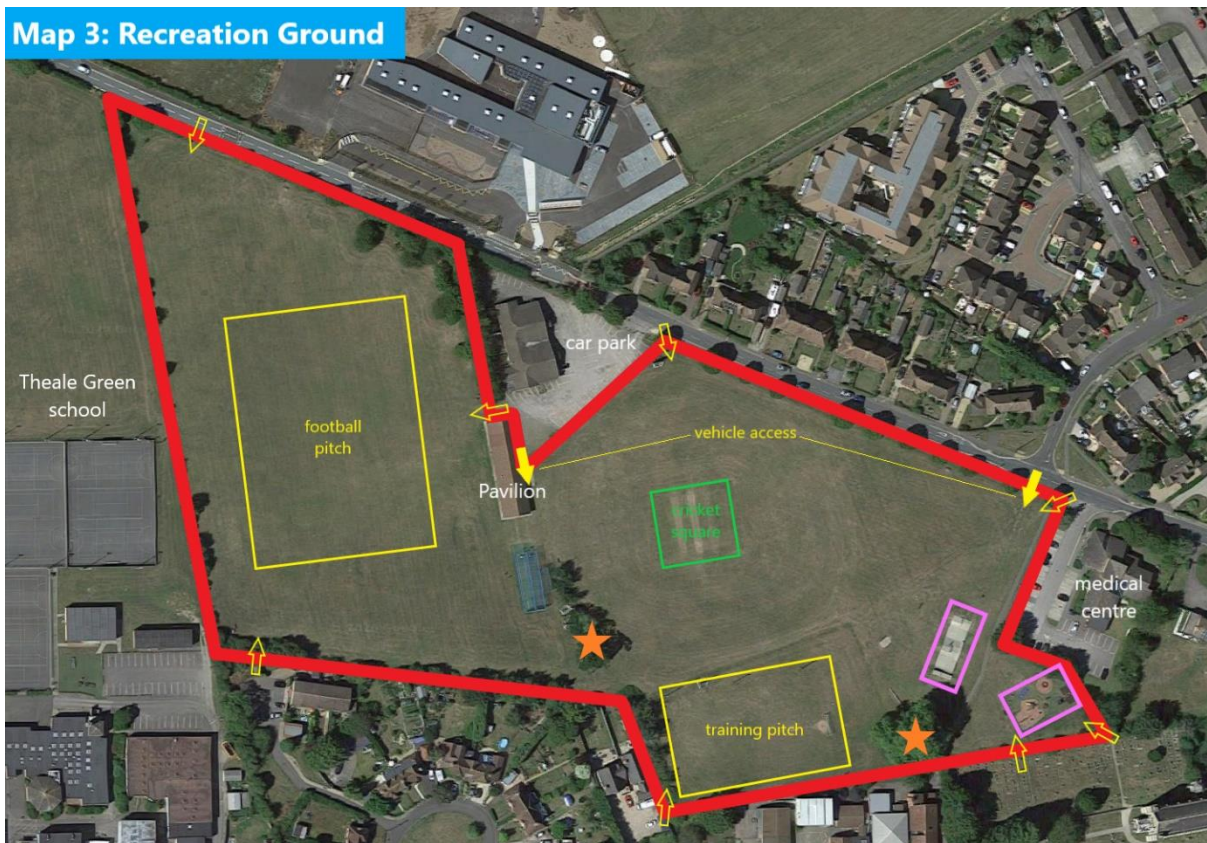 Map 3: Recreation Ground
car park
Theale Green
school
football
pitch
vehicle access
Pavilion
cricket
square
medical
centre
training pitch